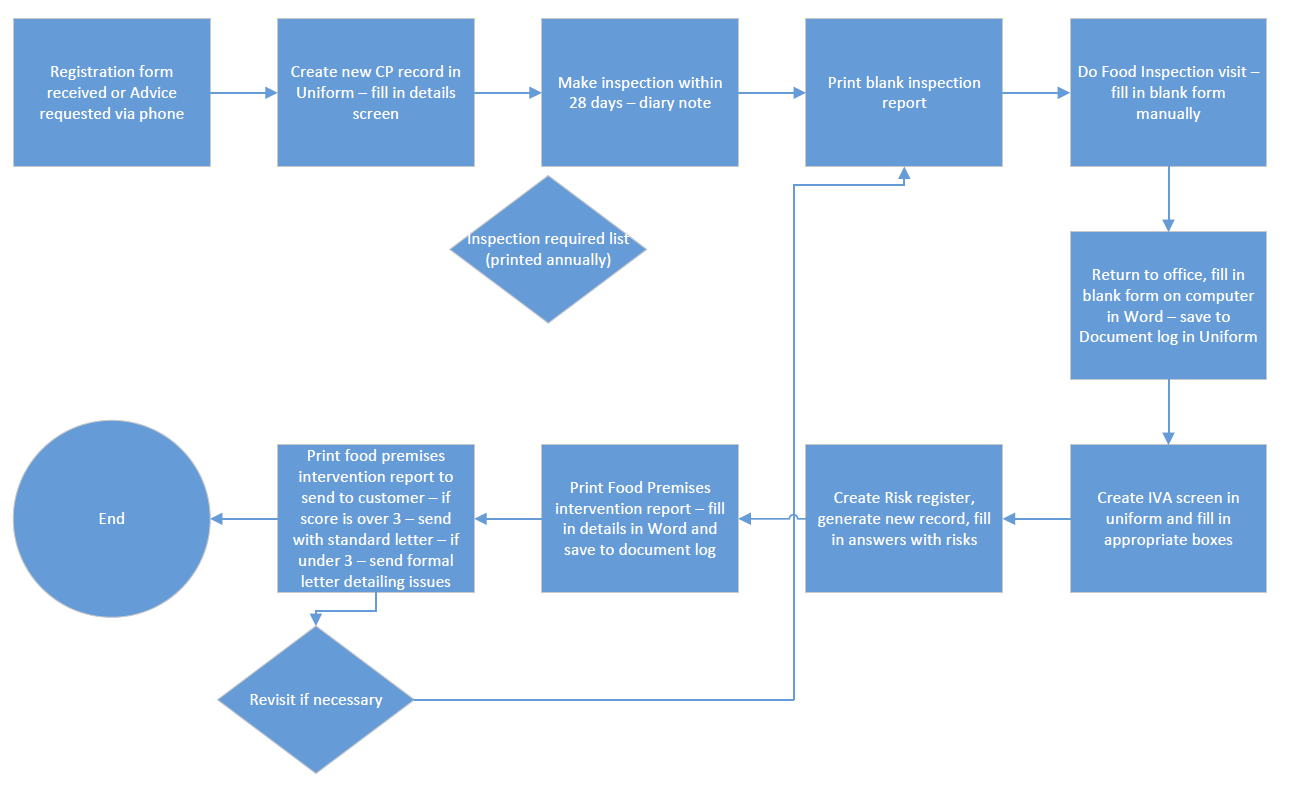 Registration form
received or Advice
requested via phone
Create new CP record in
Uniform – fill in details
screen
Make inspection within
28 days – diary note
Print blank inspection
report
Do Food Inspection visit –
fill in blank form
manually
Inspection required list
(printed annually)
Return to office, fill in
blank form on computer
in Word – save to
Document log in Uniform
Create IVA screen in
uniform and fill in
appropriate boxes
Create Risk register,
generate new record, fill
in answers with risks
Print Food Premises
intervention report – fill
in details in Word and
save to document log
Print food premises
intervention report to
send to customer – if
score is over 3 – send
with standard letter – if
under 3 – send formal
letter detailing issues
End
Revisit if necessary